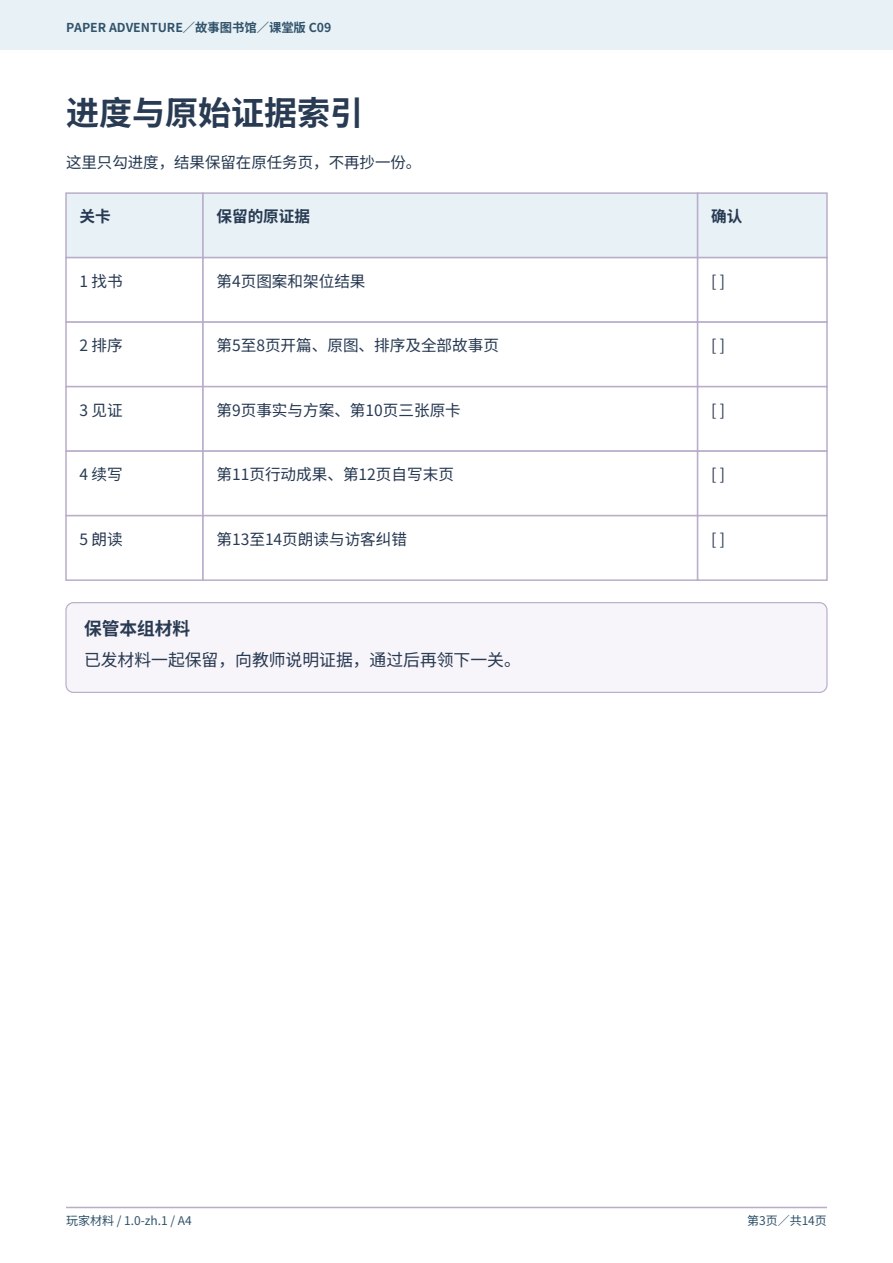 PAPER ADVENTURE／故事图书馆／课堂版 C09
进度与原始证据索引
这里只勾进度，结果保留在原任务页，不再抄一份。
关卡 保留的原证据 确认
1 找书 第4页图案和架位结果 [ ]
2 排序 第5至8页开篇、原图、排序及全部故事页 [ ]
3 见证 第9页事实与方案、第10页三张原卡 [ ]
4 续写 第11页行动成果、第12页自写末页 [ ]
5 朗读 第13至14页朗读与访客纠错 [ ]
保管本组材料
已发材料一起保留，向教师说明证据，通过后再领下一关。
玩家材料 / 1.0-zh.1 / A4 第3页／共14页